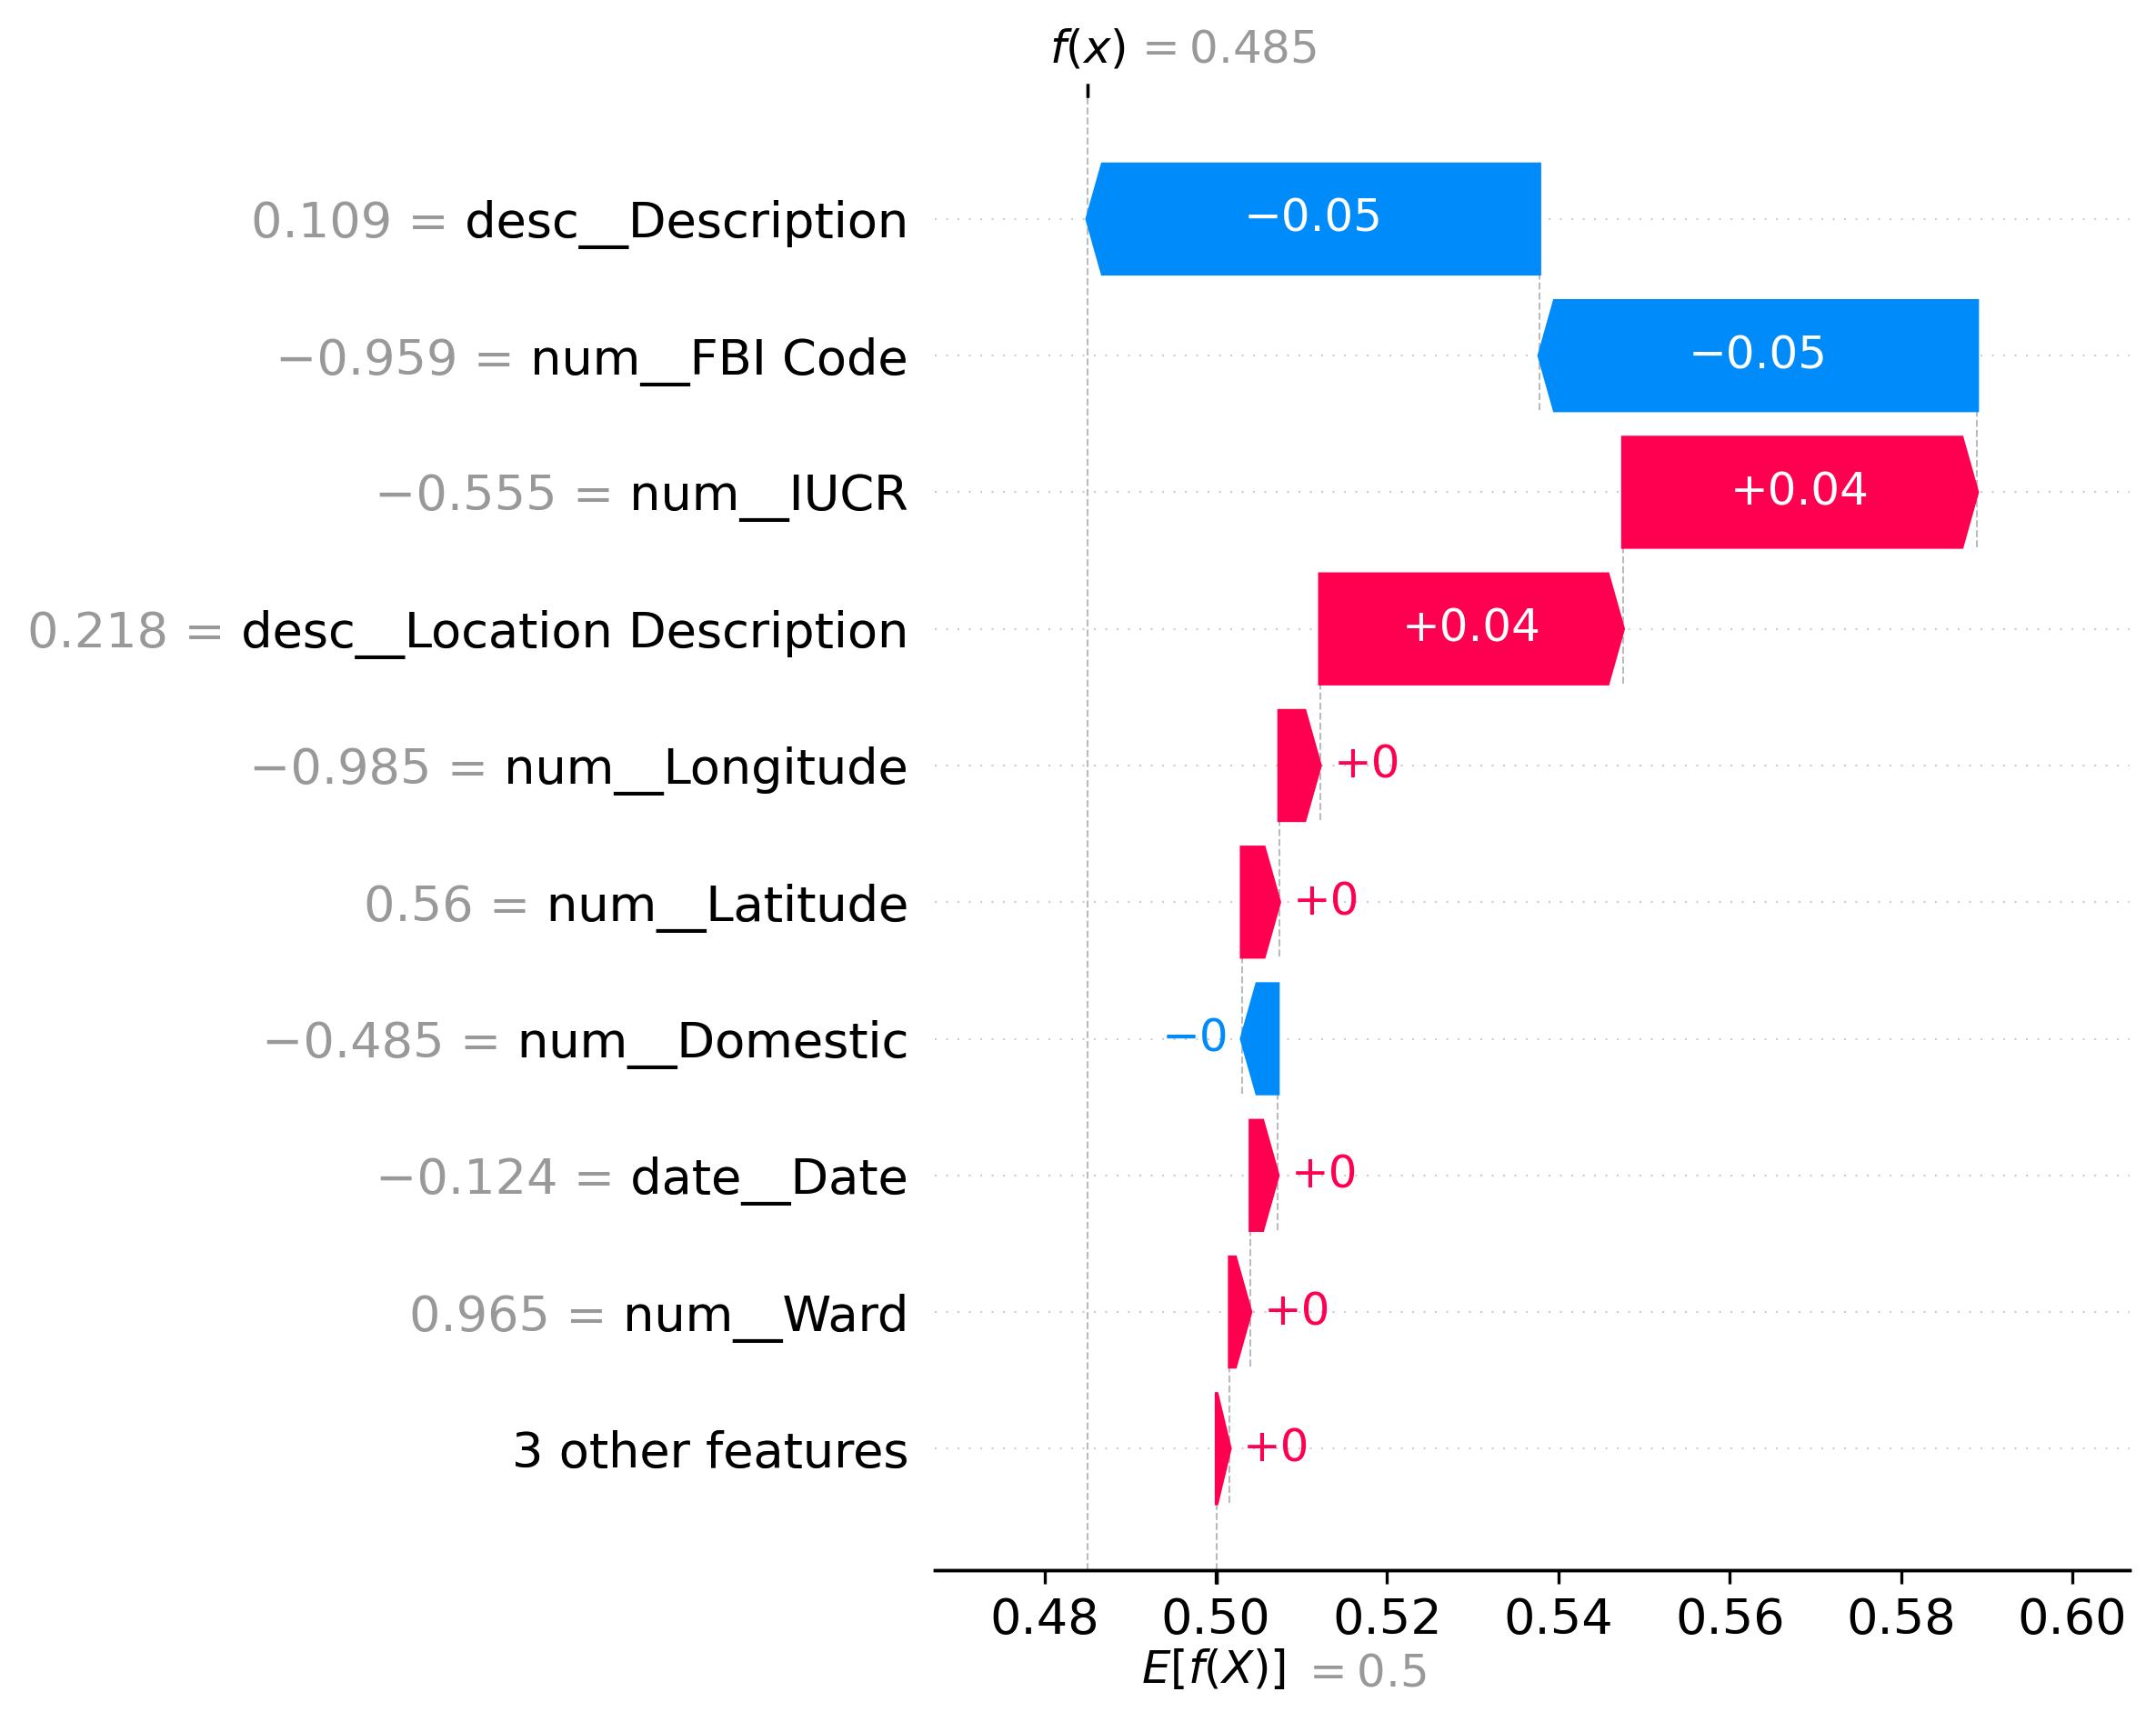 f(x) = 0.485
0.109 = desc__Description −0.05
−0.959 = num__FBI Code −0.05
−0.555 = num__IUCR +0.04
0.218 = desc__Location Description +0.04
−0.985 = num__Longitude +0
0.56 = num__Latitude +0
−0.485 = num__Domestic −0
−0.124 = date__Date +0
0.965 = num__Ward +0
3 other features +0
0.48 0.50 0.52 0.54 0.56 0.58 0.60
E[f(X)] = 0.5